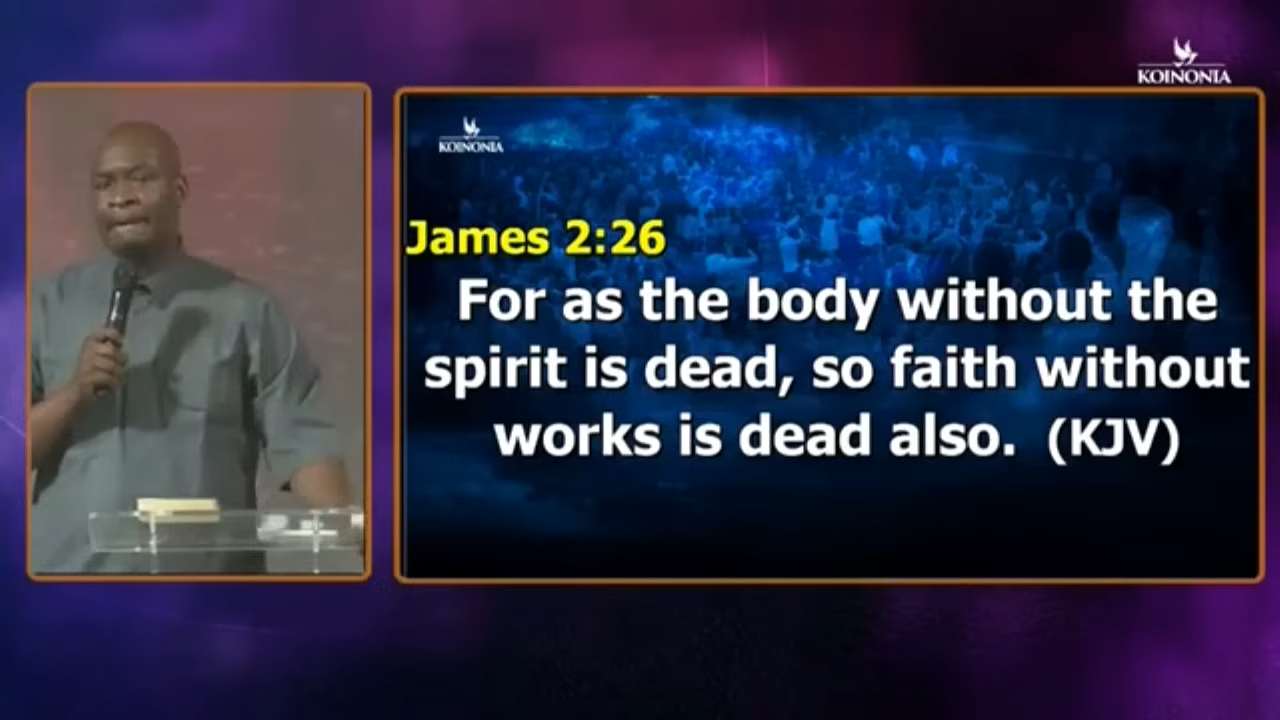 KOINONIA
KOINONIA
James 2:26
For as the body without the
spirit is dead, so faith without
works is dead also. (KJV)